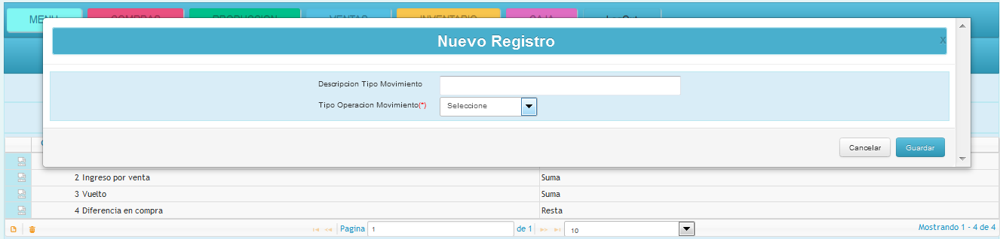 MENU COMPRAS PRODUCCION VENTAS INVENTARIO CAJA LogOut
Nuevo Registro x
Descripcion Tipo Movimiento
Tipo Operacion Movimiento(*) Seleccione
Cancelar Guardar
2 Ingreso por venta Suma
3 Vuelto Suma
4 Diferencia en compra Resta
Pagina 1 de 1 10 Mostrando 1 - 4 de 4